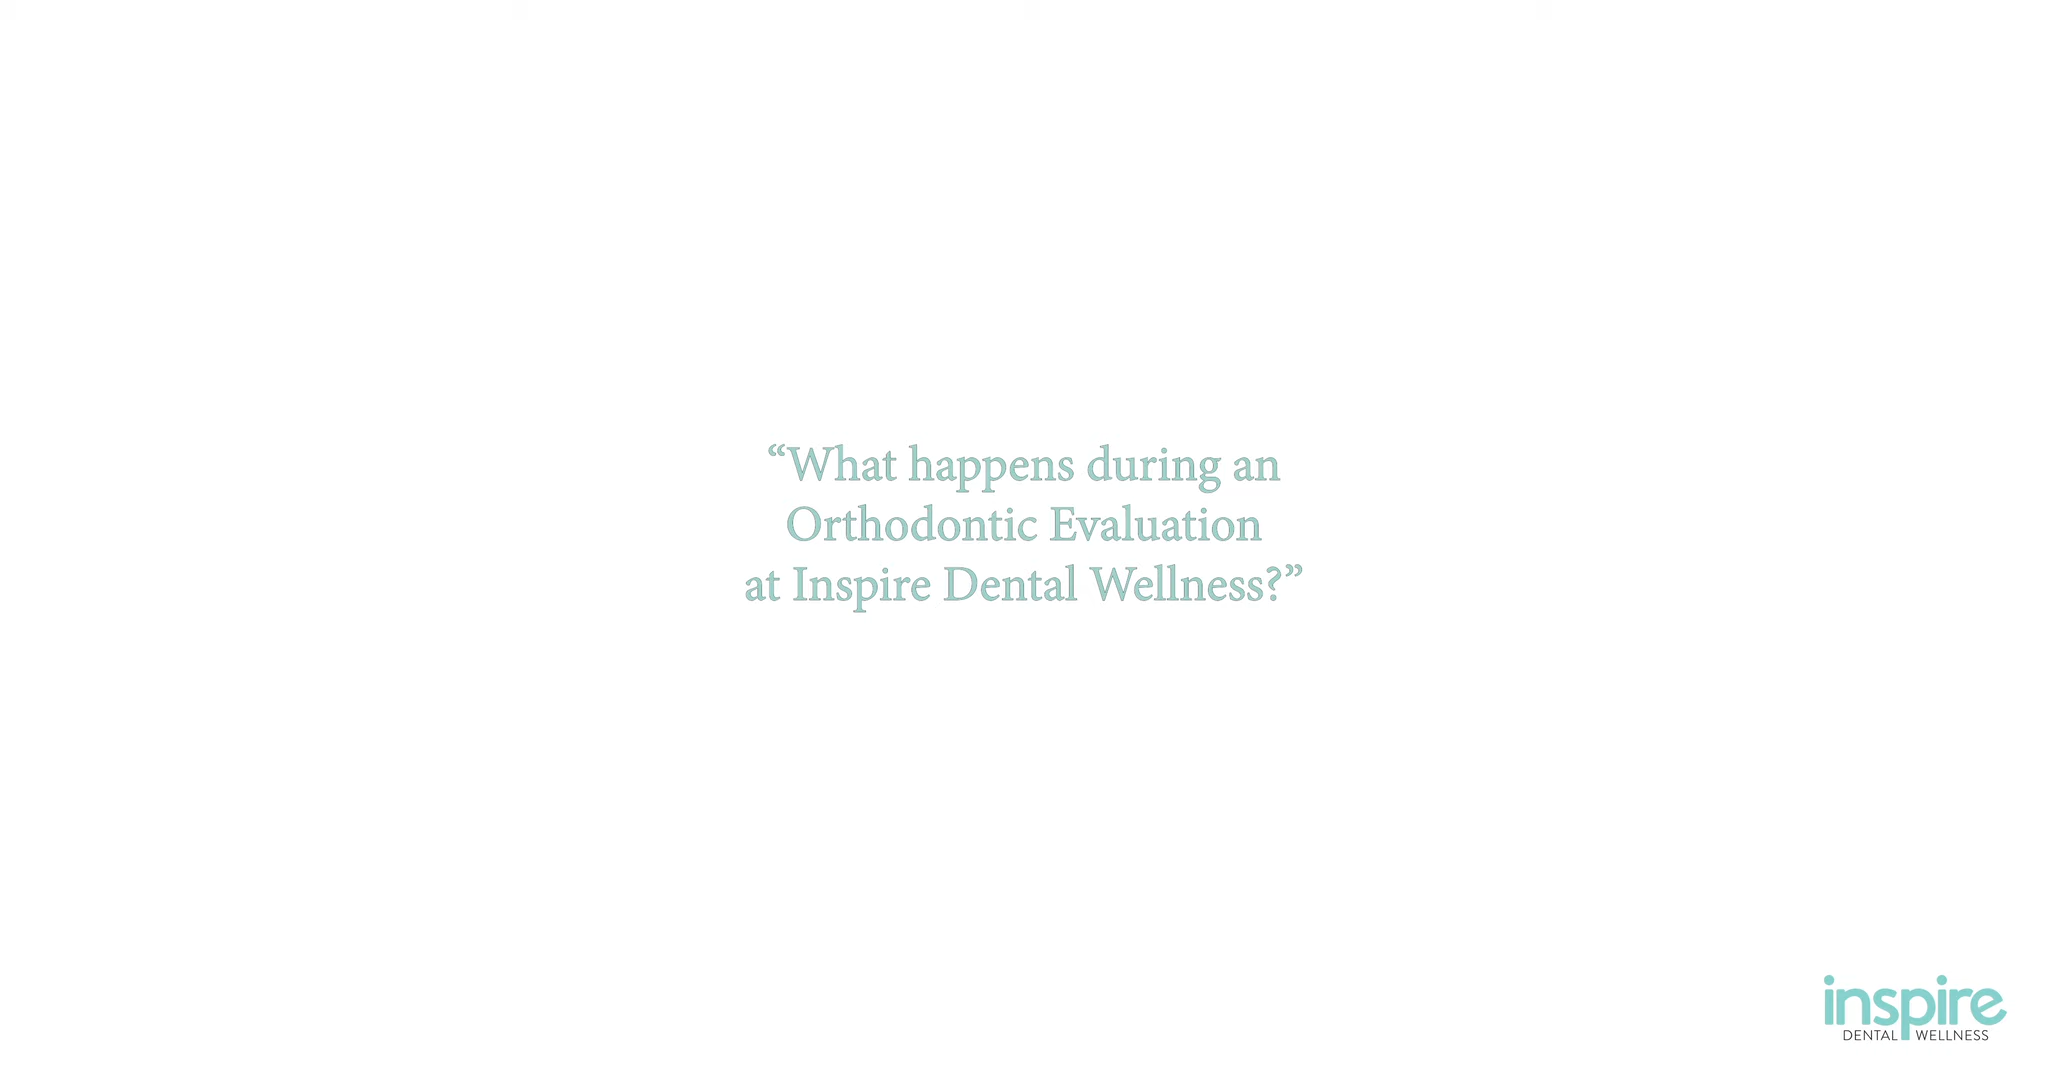 “What happens during an
Orthodontic Evaluation
at Inspire Dental Wellness?”
inspire
DENTAL WELLNESS